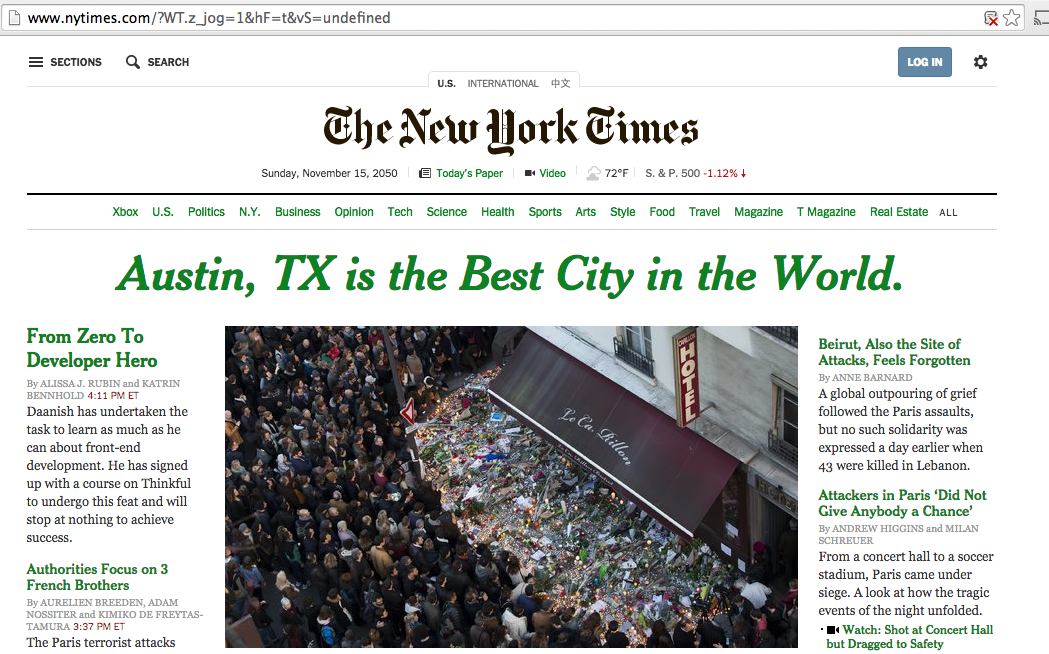 www.nytimes.com/?WT.z_jog=1&hF=t&vS=undefined
SECTIONS SEARCH LOG IN
U.S. INTERNATIONAL 中文
The New York Times
Sunday, November 15, 2050 Today's Paper Video 72°F S. & P. 500 -1.12% ↓
Xbox U.S. Politics N.Y. Business Opinion Tech Science Health Sports Arts Style Food Travel Magazine T Magazine Real Estate ALL
Austin, TX is the Best City in the World.
From Zero To
Developer Hero
By ALISSA J. RUBIN and KATRIN
BENNHOLD 4:11 PM ET
Daanish has undertaken the
task to learn as much as he
can about front-end
development. He has signed
up with a course on Thinkful
to undergo this feat and will
stop at nothing to achieve
success.
Authorities Focus on 3
French Brothers
By AURELIEN BREEDEN, ADAM
NOSSITER and KIMIKO DE FREYTAS-
TAMURA 3:37 PM ET
The Paris terrorist attacks
HOTEL
Le Carillon
Beirut, Also the Site of
Attacks, Feels Forgotten
By ANNE BARNARD
A global outpouring of grief
followed the Paris assaults,
but no such solidarity was
expressed a day earlier when
43 were killed in Lebanon.
Attackers in Paris ‘Did Not
Give Anybody a Chance’
By ANDREW HIGGINS and MILAN
SCHREUER
From a concert hall to a soccer
stadium, Paris came under
siege. A look at how the tragic
events of the night unfolded.
Watch: Shot at Concert Hall
but Dragged to Safety